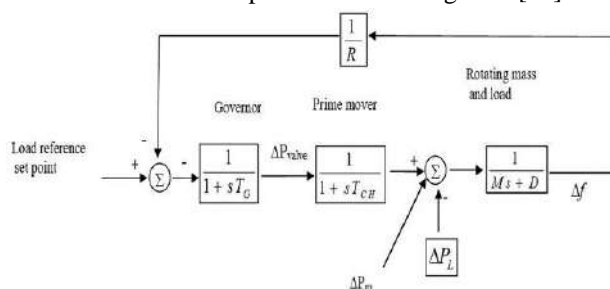 1
R
Rotating mass
and load
Governor
Prime mover
Load reference
set point
-
+
Σ
-
1
1 + sT_G
ΔP_valve
1
1 + sT_CH
+
Σ
-
1
Ms + D
Δf
ΔP_L
ΔP_m